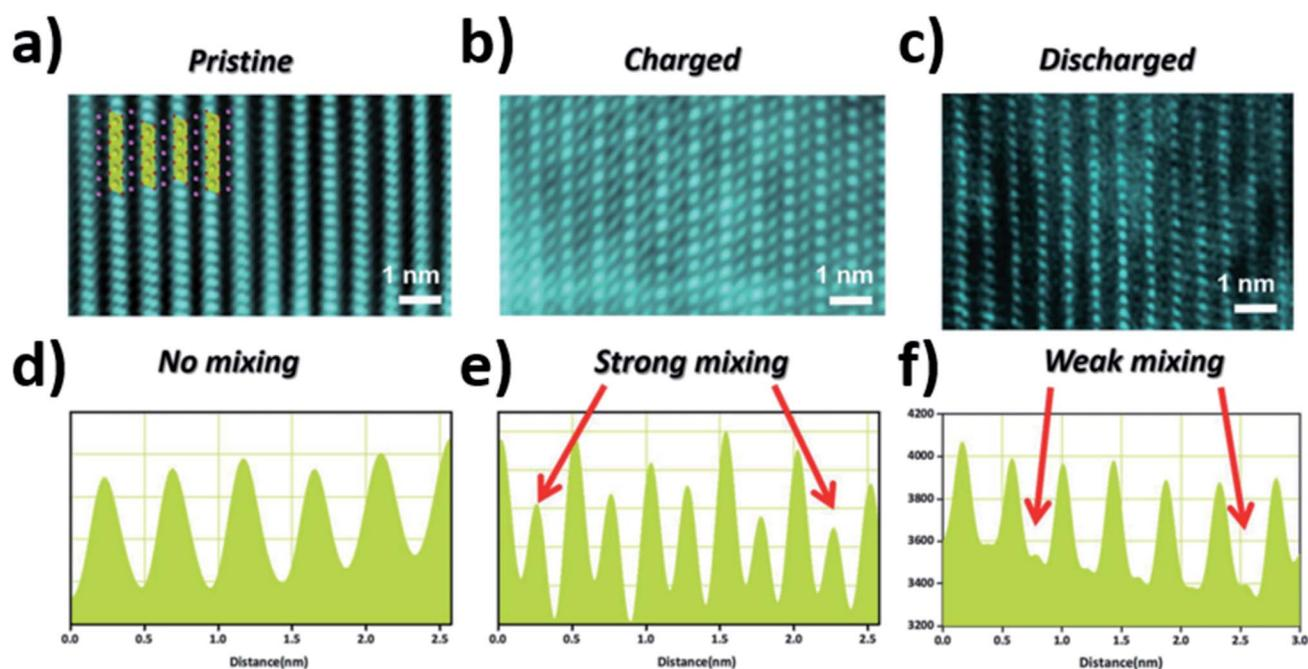 a)
Pristine
1 nm
b)
Charged
1 nm
c)
Discharged
1 nm
d)
No mixing
0.0 0.5 1.0 1.5 2.0 2.5
Distance(nm)
e)
Strong mixing
0.0 0.5 1.0 1.5 2.0 2.5
Distance(nm)
f)
Weak mixing
4200
4000
3800
3600
3400
3200
0.0 0.5 1.0 1.5 2.0 2.5 3.0
Distance(nm)